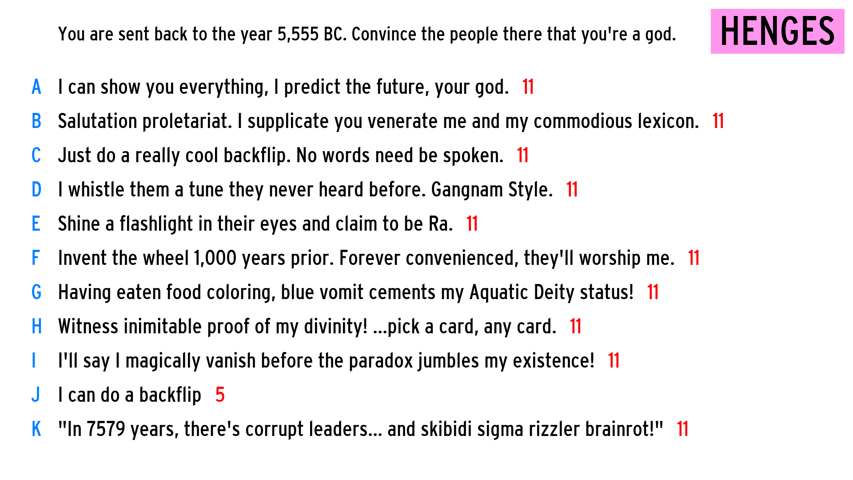 You are sent back to the year 5,555 BC. Convince the people there that you're a god.
HENGES
A I can show you everything, I predict the future, your god. 11
B Salutation proletariat. I supplicate you venerate me and my commodious lexicon. 11
C Just do a really cool backflip. No words need be spoken. 11
D I whistle them a tune they never heard before. Gangnam Style. 11
E Shine a flashlight in their eyes and claim to be Ra. 11
F Invent the wheel 1,000 years prior. Forever convenienced, they'll worship me. 11
G Having eaten food coloring, blue vomit cements my Aquatic Deity status! 11
H Witness inimitable proof of my divinity! ...pick a card, any card. 11
I I'll say I magically vanish before the paradox jumbles my existence! 11
J I can do a backflip 5
K "In 7579 years, there's corrupt leaders... and skibidi sigma rizzler brainrot!" 11